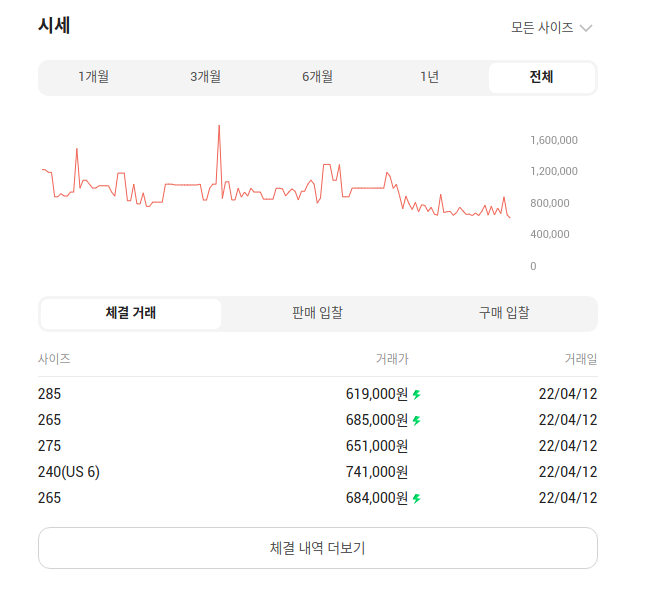 시세
모든 사이즈
1개월 3개월 6개월 1년 전체
1,600,000
1,200,000
800,000
400,000
0
체결 거래 판매 입찰 구매 입찰
사이즈 거래가 거래일
285 619,000원 22/04/12
265 685,000원 22/04/12
275 651,000원 22/04/12
240(US 6) 741,000원 22/04/12
265 684,000원 22/04/12
체결 내역 더보기